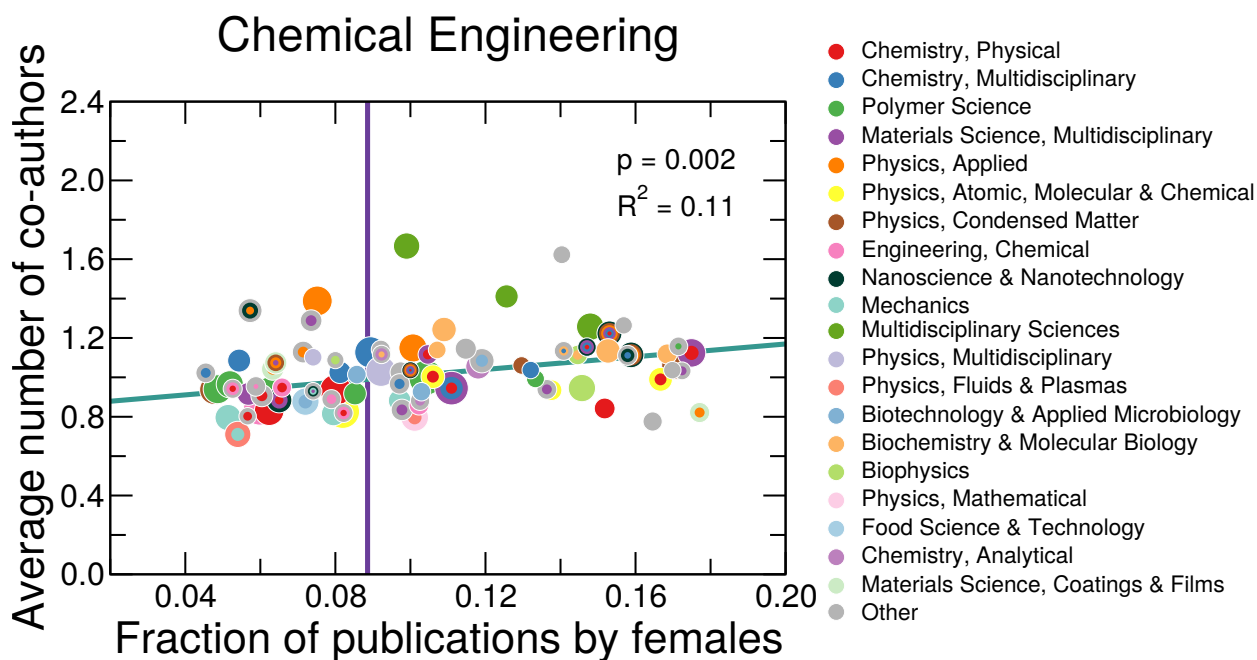 Chemical Engineering
Average number of co-authors
2.4
2.0
1.6
1.2
0.8
0.4
0.0
p = 0.002
R² = 0.11
0.04
0.08
0.12
0.16
0.20
Fraction of publications by females
Chemistry, Physical
Chemistry, Multidisciplinary
Polymer Science
Materials Science, Multidisciplinary
Physics, Applied
Physics, Atomic, Molecular & Chemical
Physics, Condensed Matter
Engineering, Chemical
Nanoscience & Nanotechnology
Mechanics
Multidisciplinary Sciences
Physics, Multidisciplinary
Physics, Fluids & Plasmas
Biotechnology & Applied Microbiology
Biochemistry & Molecular Biology
Biophysics
Physics, Mathematical
Food Science & Technology
Chemistry, Analytical
Materials Science, Coatings & Films
Other